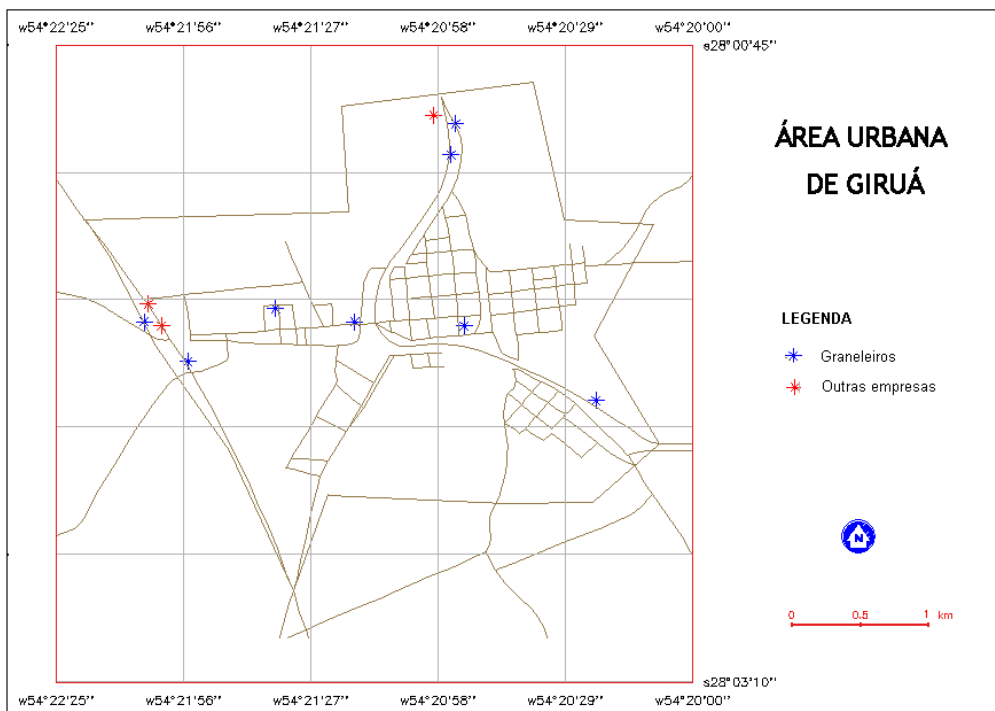 w54°22'25'' w54°21'56'' w54°21'27'' w54°20'58'' w54°20'29'' w54°20'00''
s28°00'45''
ÁREA URBANA
DE GIRUÁ
LEGENDA
Graneleiros
Outras empresas
N
0 0.5 1 km
s28°03'10''
w54°22'25'' w54°21'56'' w54°21'27'' w54°20'58'' w54°20'29'' w54°20'00''